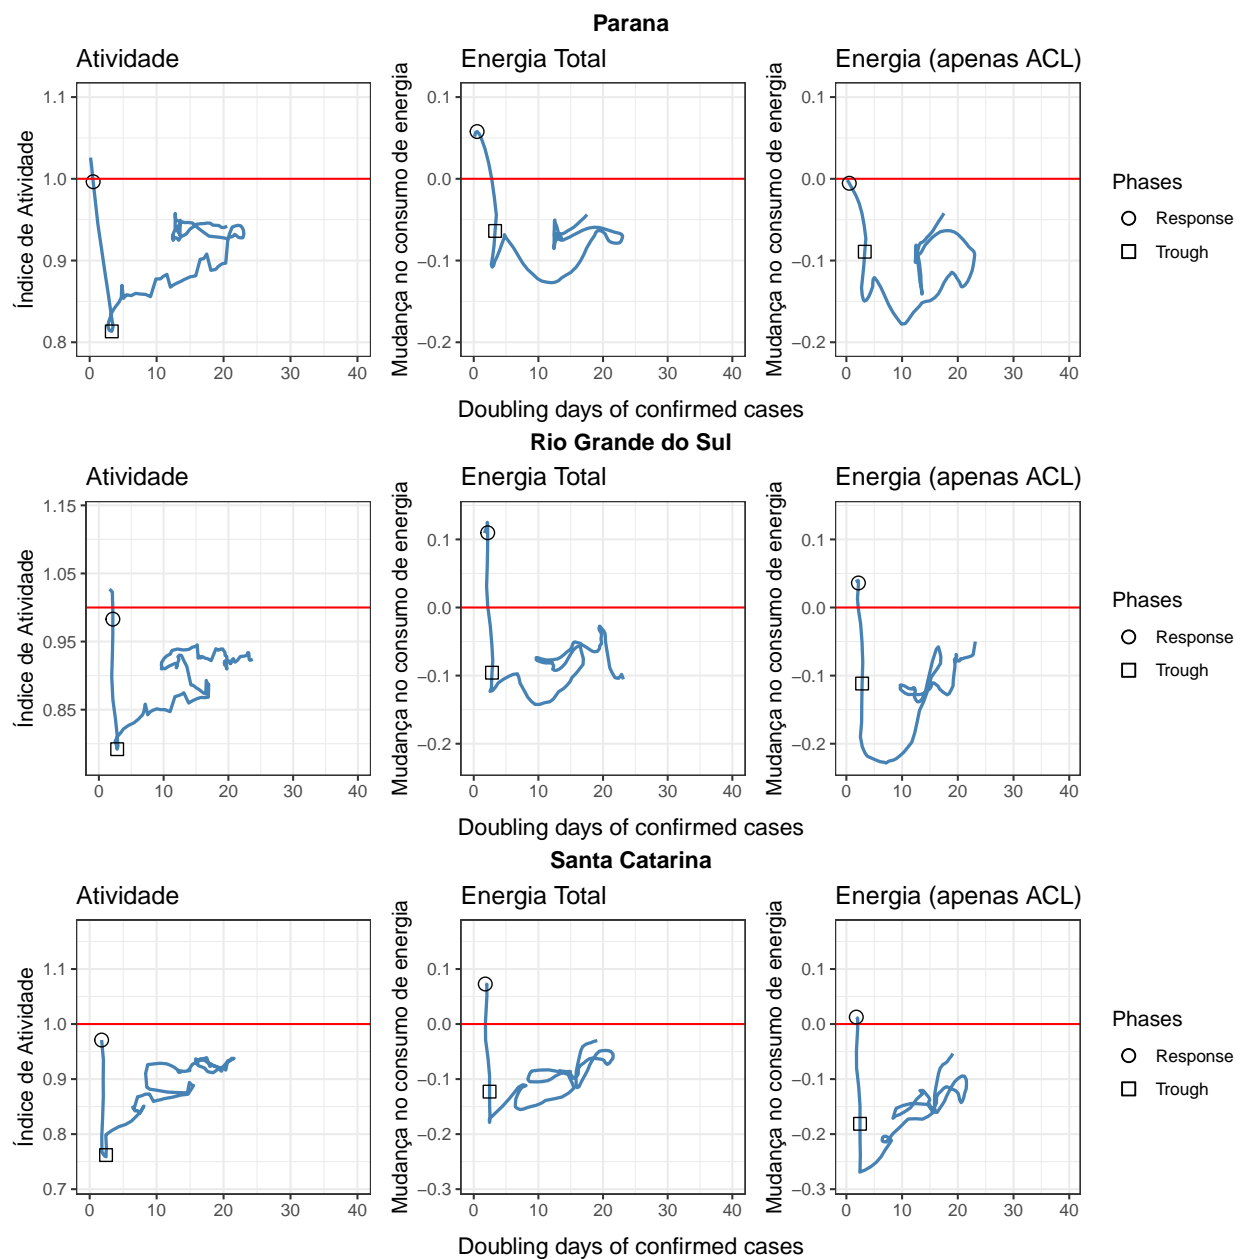 Parana
Atividade
Energia Total
Energia (apenas ACL)
Índice de Atividade
1.1
1.0
0.9
0.8
0 10 20 30 40
Mudança no consumo de energia
0.1
0.0
−0.1
−0.2
0 10 20 30 40
Mudança no consumo de energia
0.1
0.0
−0.1
−0.2
0 10 20 30 40
Phases
Response
Trough
Doubling days of confirmed cases
Rio Grande do Sul
Atividade
Energia Total
Energia (apenas ACL)
Índice de Atividade
1.15
1.05
0.95
0.85
0 10 20 30 40
Mudança no consumo de energia
0.1
0.0
−0.1
−0.2
0 10 20 30 40
Mudança no consumo de energia
0.1
0.0
−0.1
−0.2
0 10 20 30 40
Phases
Response
Trough
Doubling days of confirmed cases
Santa Catarina
Atividade
Energia Total
Energia (apenas ACL)
Índice de Atividade
1.1
1.0
0.9
0.8
0.7
0 10 20 30 40
Mudança no consumo de energia
0.1
0.0
−0.1
−0.2
−0.3
0 10 20 30 40
Mudança no consumo de energia
0.1
0.0
−0.1
−0.2
−0.3
0 10 20 30 40
Phases
Response
Trough
Doubling days of confirmed cases